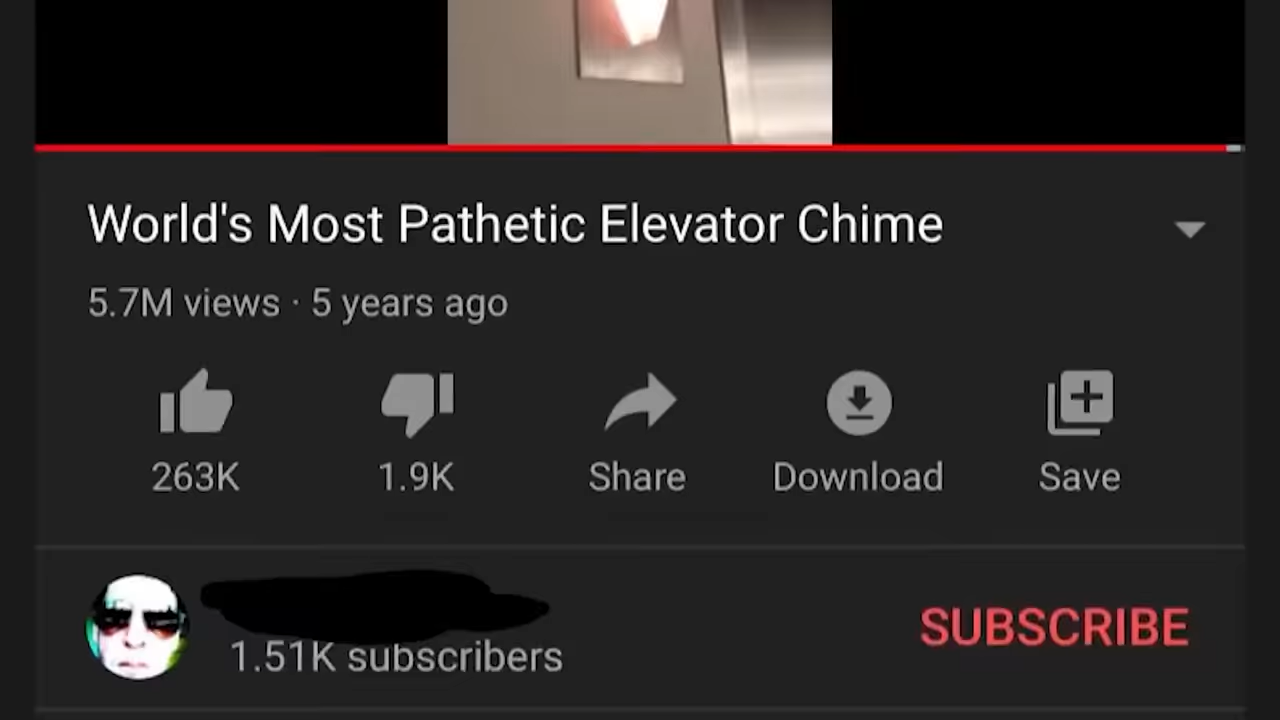 World's Most Pathetic Elevator Chime
5.7M views · 5 years ago
263K
1.9K
Share
Download
Save
1.51K subscribers
SUBSCRIBE